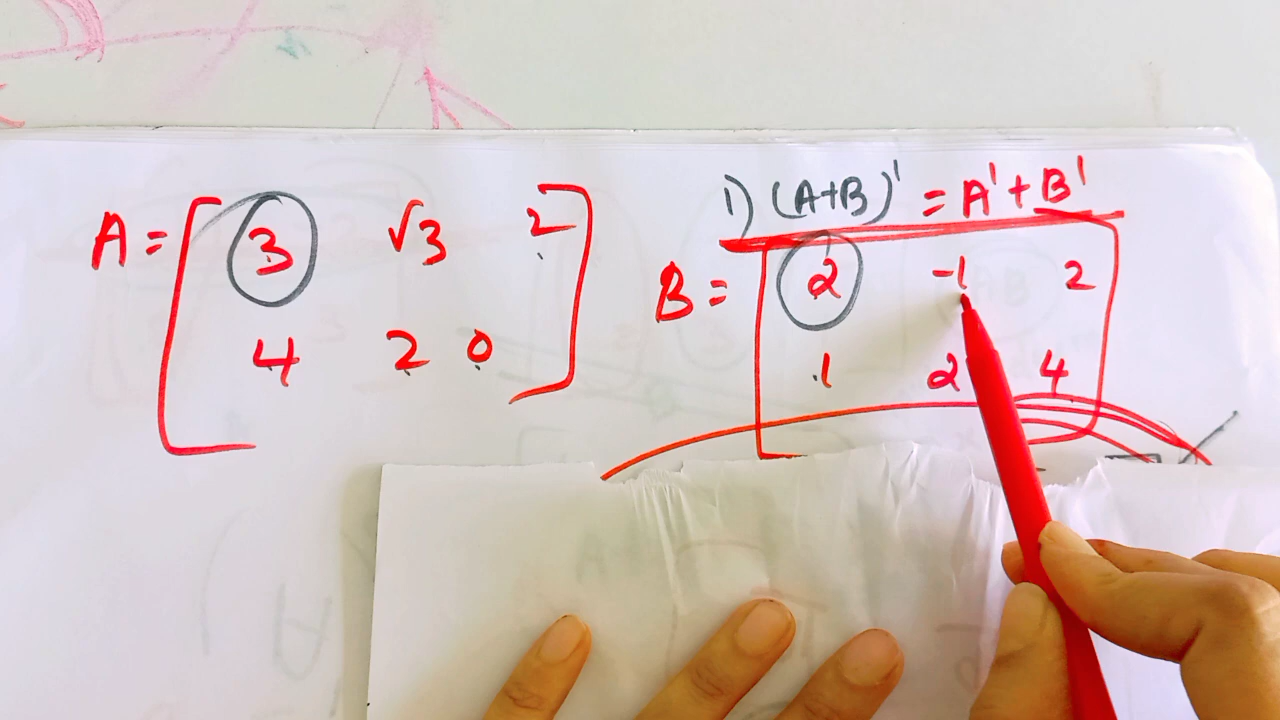 1) (A+B)' = A' + B'
A = [ 3 √3 2
4 2 0 ]
B = [ 2 -1 2
1 2 4 ]